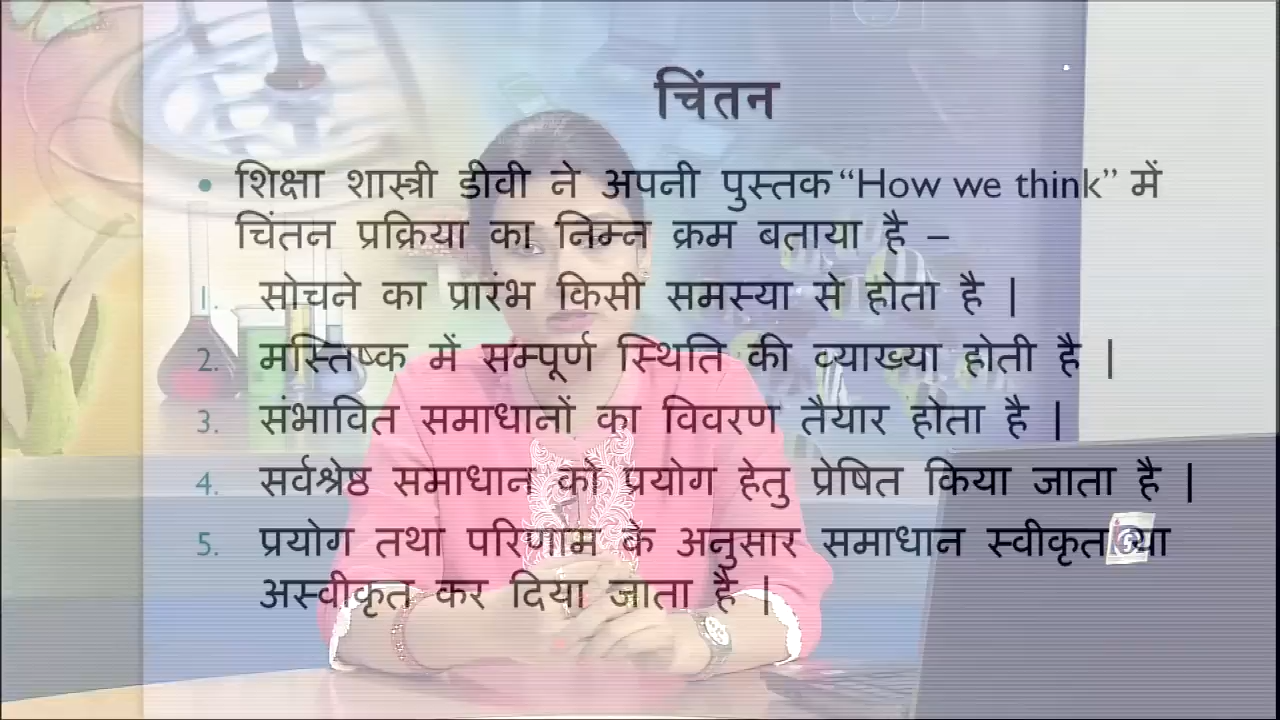 चिंतन
• शिक्षा शास्त्री डीवी ने अपनी पुस्तक “How we think” में
चिंतन प्रक्रिया का निम्न क्रम बताया है –
1. सोचने का प्रारंभ किसी समस्या से होता है |
2. मस्तिष्क में सम्पूर्ण स्थिति की व्याख्या होती है |
3. संभावित समाधानों का विवरण तैयार होता है |
4. सर्वश्रेष्ठ समाधान को प्रयोग हेतु प्रेषित किया जाता है |
5. प्रयोग तथा परिणाम के अनुसार समाधान स्वीकृत या
अस्वीकृत कर दिया जाता है |